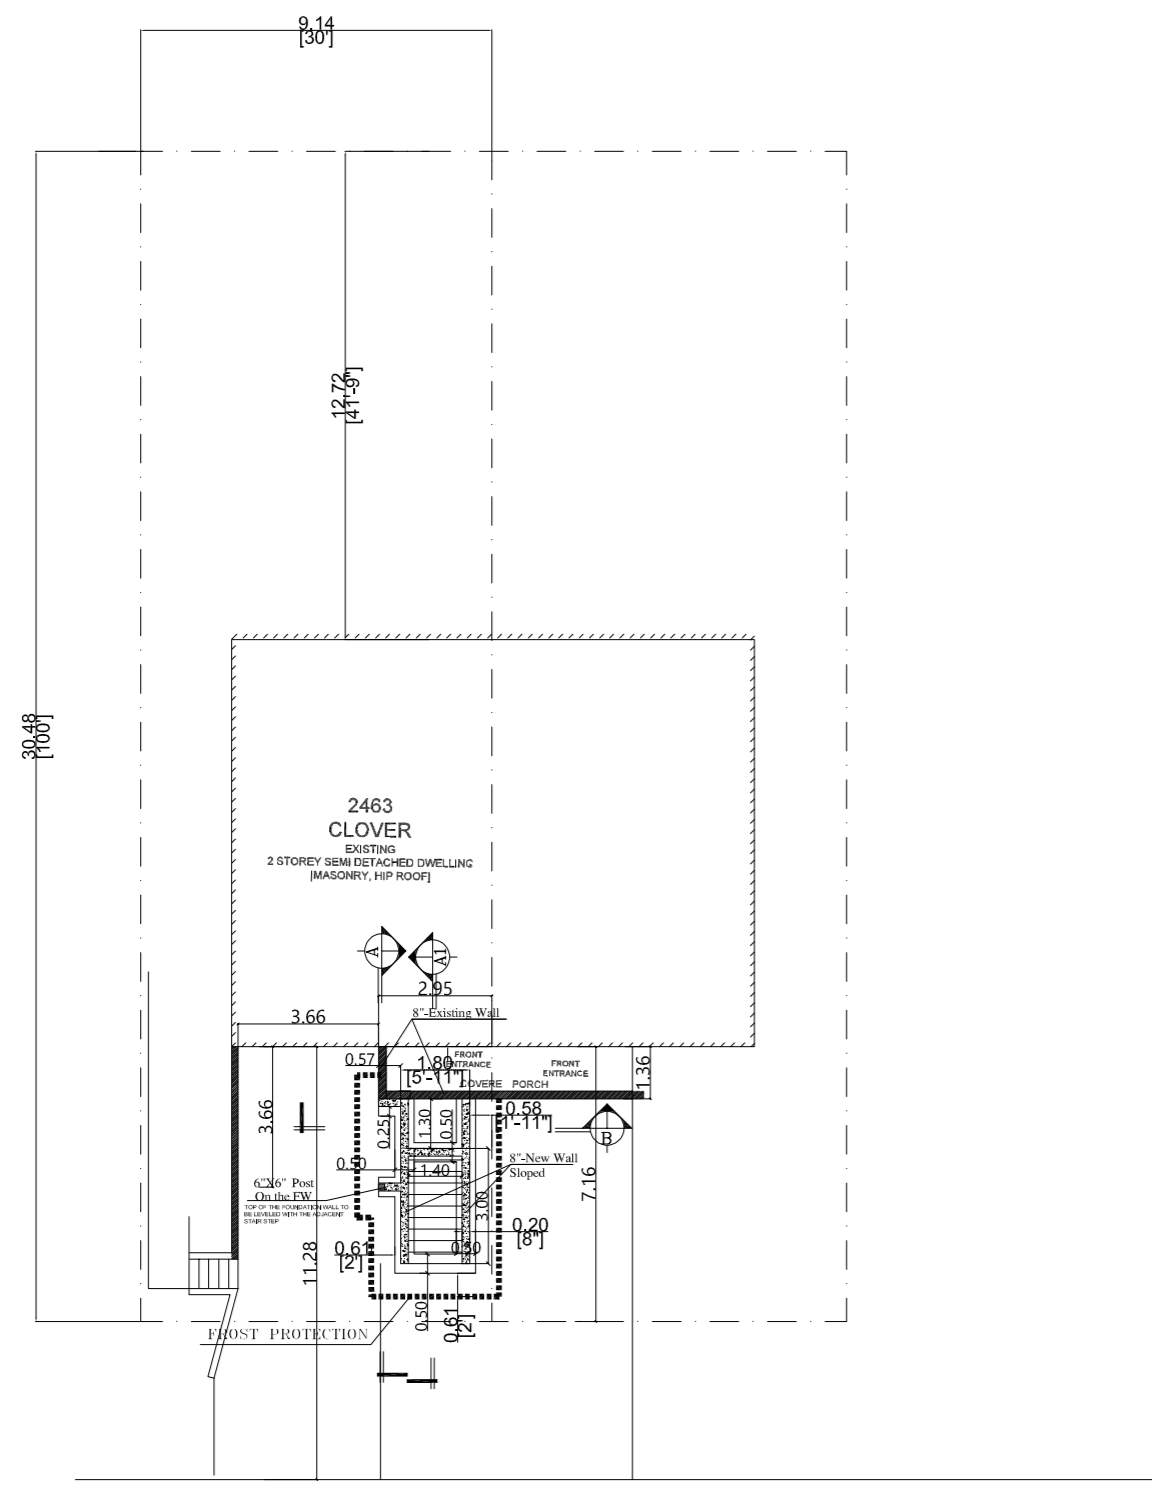 9.14
[30']
12.72
[41'-9"]
30.48
[100']
2463
CLOVER
EXISTING
2 STOREY SEMI DETACHED DWELLING
[MASONRY, HIP ROOF]
A
A1
2.95
8"-Existing Wall
3.66
0.57
1.80
[5'-11"]
FRONT
ENTRANCE
FRONT
ENTRANCE
COVERE PORCH
1.36
3.66
0.25
1.30
0.50
0.58
[1'-11"]
B
0.50
1.40
8"-New Wall
Sloped
7.16
6"X6" Post
On the FW
TOP OF THE FOUNDATION WALL TO
BE LEVELED WITH THE ADJACENT
STAIR STEP
3.00
0.20
[8"]
0.61
[2']
0.50
11.28
0.50
0.61
[2']
FROST PROTECTION